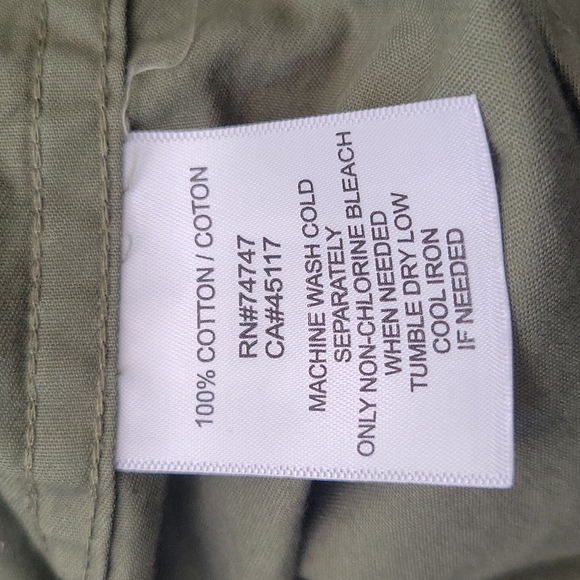 100% COTTON / COTON
RN#74747
CA#45117
MACHINE WASH COLD
SEPARATELY
ONLY NON-CHLORINE BLEACH
WHEN NEEDED
TUMBLE DRY LOW
COOL IRON
IF NEEDED